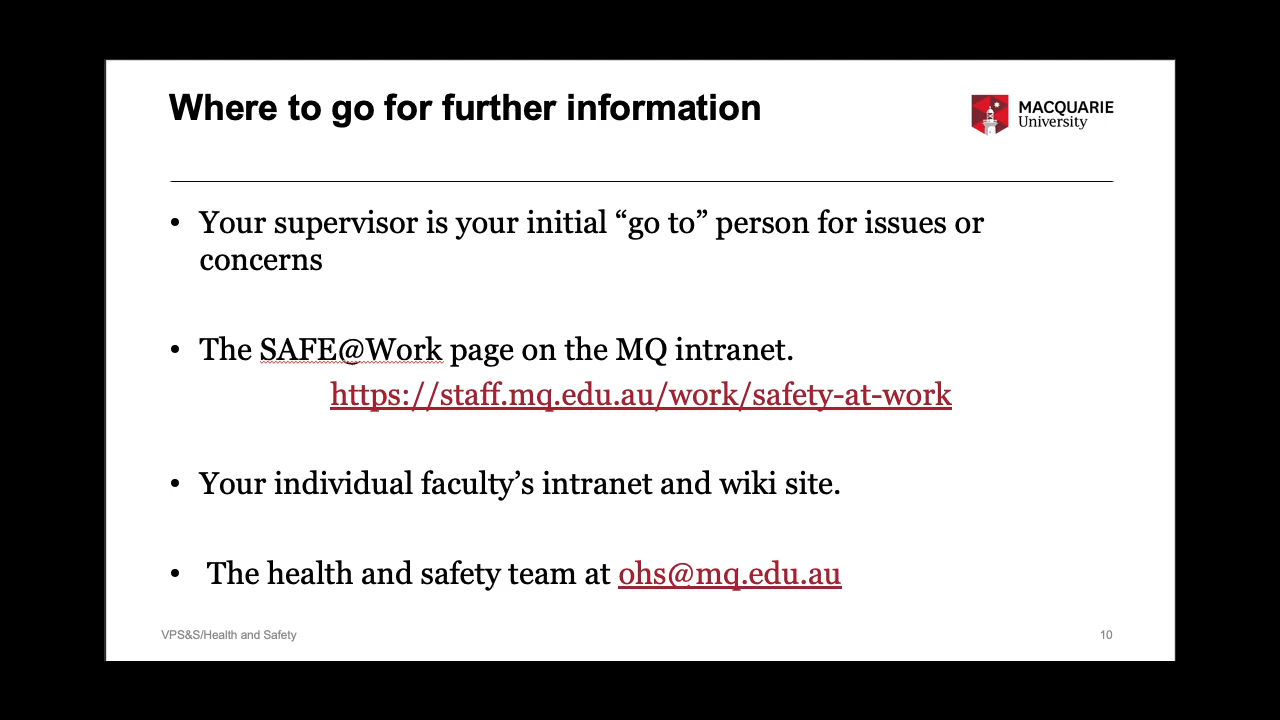 Where to go for further information
MACQUARIE
University
• Your supervisor is your initial “go to” person for issues or
concerns
• The SAFE@Work page on the MQ intranet.
https://staff.mq.edu.au/work/safety-at-work
• Your individual faculty’s intranet and wiki site.
• The health and safety team at ohs@mq.edu.au
VPS&S/Health and Safety
10